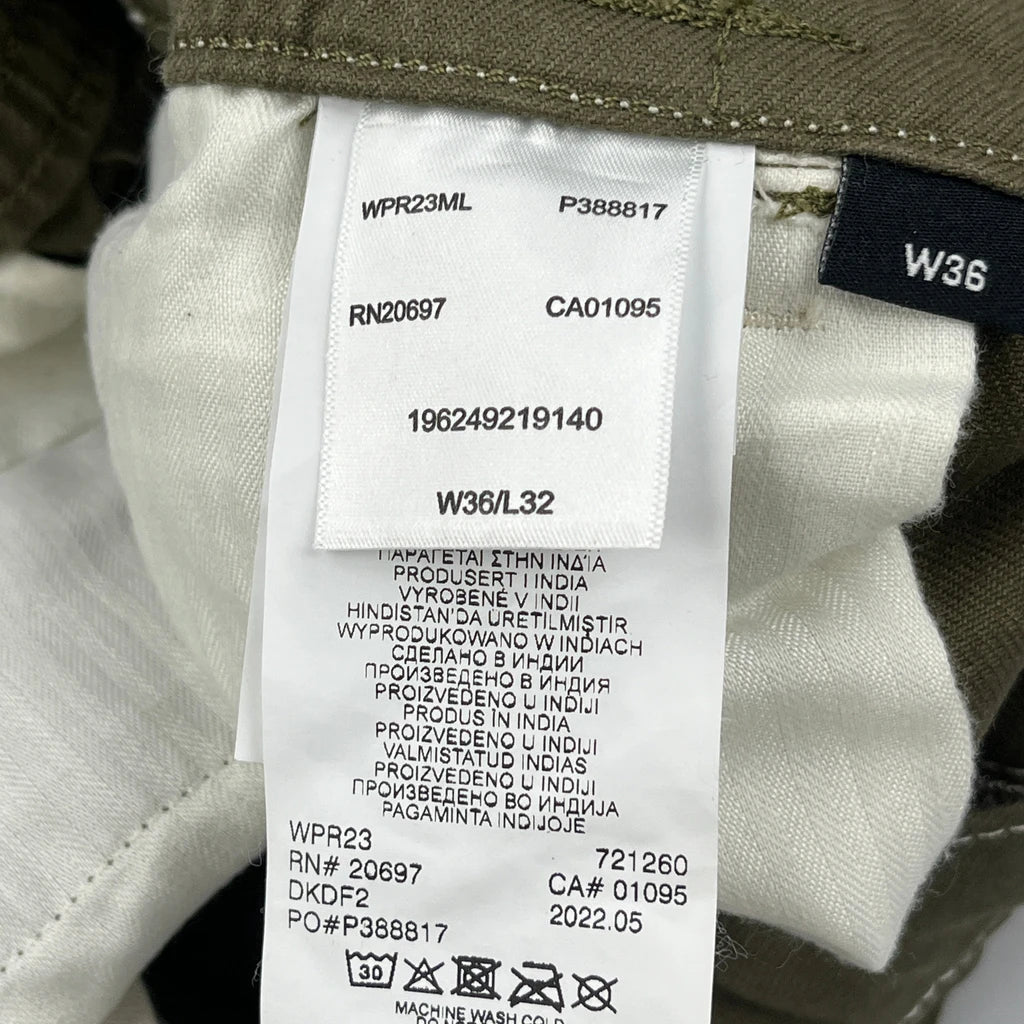 WPR23ML P388817
RN20697 CA01095
196249219140
W36/L32
W36
ΠΑΡΑΓΕΤΑΙ ΣΤΗΝ ΙΝΔΊΑ
PRODUSERT I INDIA
VYROBENÉ V INDII
HINDISTAN'DA ÜRETILMIŞTIR
WYPRODUKOWANO W INDIACH
СДЕЛАНО В ИНДИИ
ПРОИЗВЕДЕНО В ИНДИЯ
PROIZVEDENO U INDIJI
PRODUS ÎN INDIA
PROIZVEDENO U INDIJI
VALMISTATUD INDIAS
PROIZVEDENO U INDIJI
ПРОИЗВЕДЕНО ВО ИНДИЈА
PAGAMINTA INDIJOJE
WPR23 721260
RN# 20697 CA# 01095
DKDF2 2022.05
PO#P388817
30
MACHINE WASH COLD